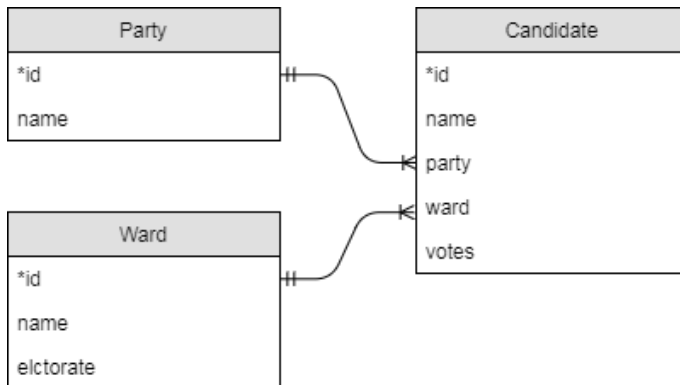 Party
*id
name
Candidate
*id
name
party
ward
votes
Ward
*id
name
elctorate